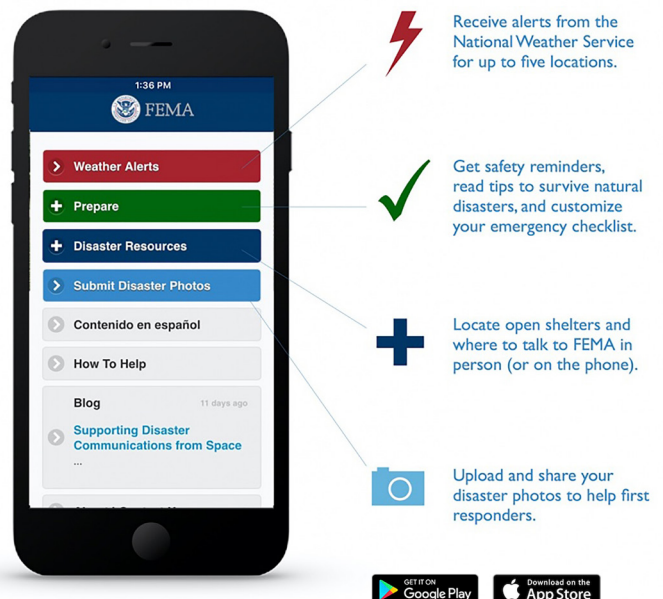 1:36 PM
FEMA
Weather Alerts
Prepare
Disaster Resources
Submit Disaster Photos
Contenido en español
How To Help
Blog
11 days ago
Supporting Disaster
Communications from Space
...
Receive alerts from the
National Weather Service
for up to five locations.
Get safety reminders,
read tips to survive natural
disasters, and customize
your emergency checklist.
Locate open shelters and
where to talk to FEMA in
person (or on the phone).
Upload and share your
disaster photos to help first
responders.
GET IT ON
Google Play
Download on the
App Store